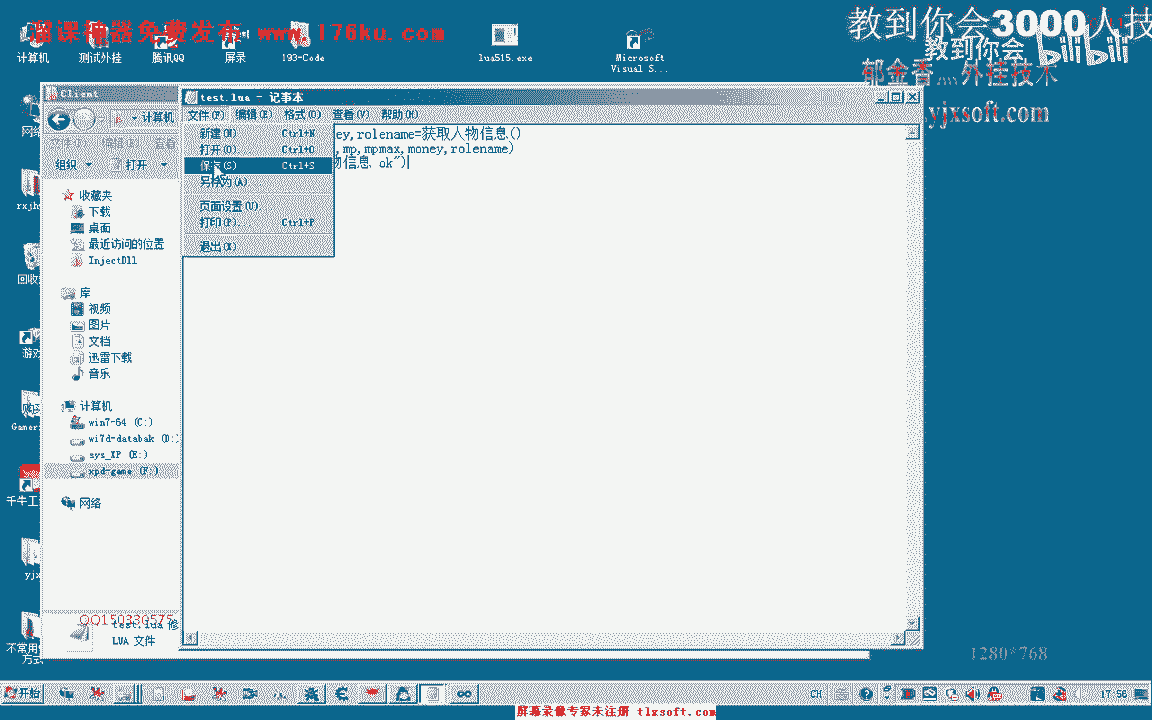 溜课神器免费发布 www.176ku.com
教到你会3000人技
教到你会 bilibili
郁金香灬外挂技术
yjxsoft.com
计算机
测试外挂
腾讯QQ
屏录
193-Code
lua515.exe
Microsoft
Visual S...
Client
计算机
组织
打开
收藏夹
下载
桌面
最近访问的位置
InjectDll
库
视频
图片
文档
迅雷下载
音乐
计算机
win7-64 (C:)
wi7d-databak (D:)
sys_XP (E:)
xpd-game (F:)
网络
QQ150330575
test.lua 修
LUA 文件
test.lua - 记事本
文件(F) 编辑(E) 格式(O) 查看(V) 帮助(H)
新建(N) Ctrl+N
打开(O)... Ctrl+O
保存(S) Ctrl+S
另存为(A)...
页面设置(U)...
打印(P)... Ctrl+P
退出(X)
ey,rolename=获取人物信息()
,mp,mpmax,money,rolename)
物信息 ok")
1280*768
开始
CH
17:56
屏幕录像专家未注册 tlxsoft.com